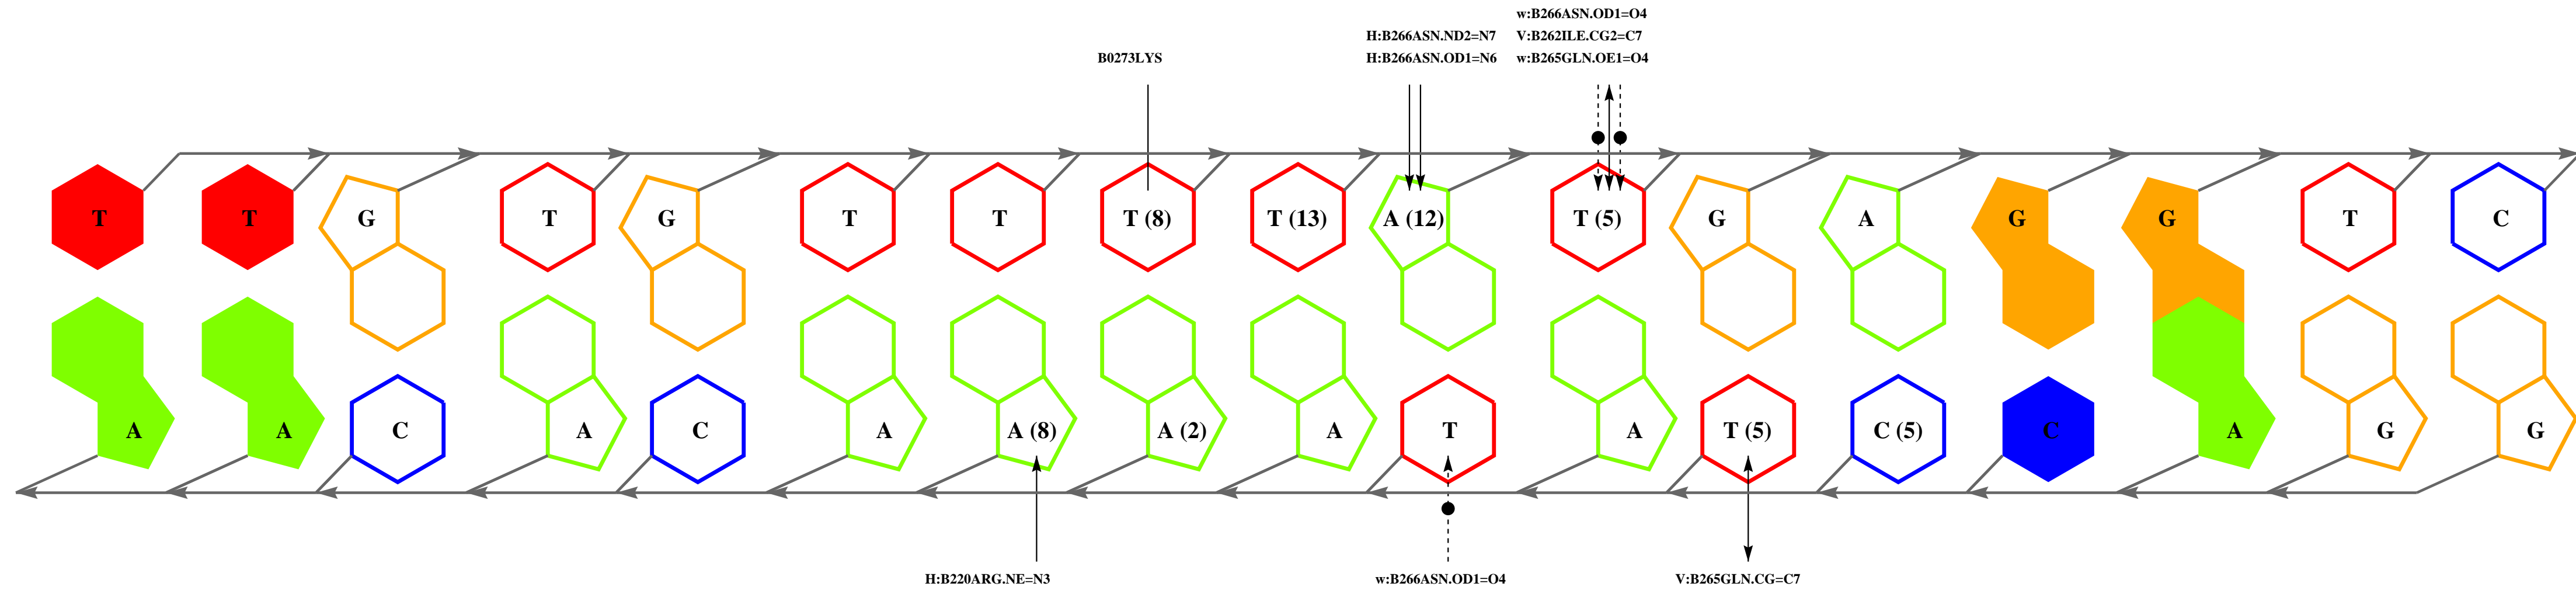 w:B266ASN.OD1=O4
H:B266ASN.ND2=N7 V:B262ILE.CG2=C7
B0273LYS H:B266ASN.OD1=N6 w:B265GLN.OE1=O4
T T G T G T T T (8) T (13) A (12) T (5) G A G G T C
A A C A C A A (8) A (2) A T A T (5) C (5) C A G G
H:B220ARG.NE=N3 w:B266ASN.OD1=O4 V:B265GLN.CG=C7